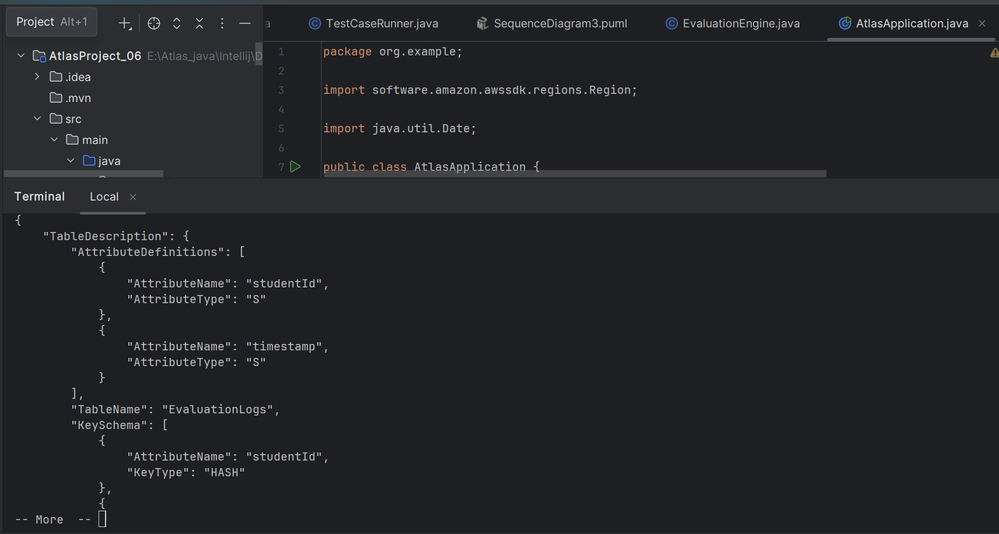 Project Alt+1
a
TestCaseRunner.java
SequenceDiagram3.puml
EvaluationEngine.java
AtlasApplication.java
AtlasProject_06 E:\Atlas_java\Intellij\D
.idea
.mvn
src
main
java
1 package org.example;
2
3 import software.amazon.awssdk.regions.Region;
4
5 import java.util.Date;
6
7 public class AtlasApplication {
Terminal Local
{
"TableDescription": {
"AttributeDefinitions": [
{
"AttributeName": "studentId",
"AttributeType": "S"
},
{
"AttributeName": "timestamp",
"AttributeType": "S"
}
],
"TableName": "EvaluationLogs",
"KeySchema": [
{
"AttributeName": "studentId",
"KeyType": "HASH"
},
{
-- More --